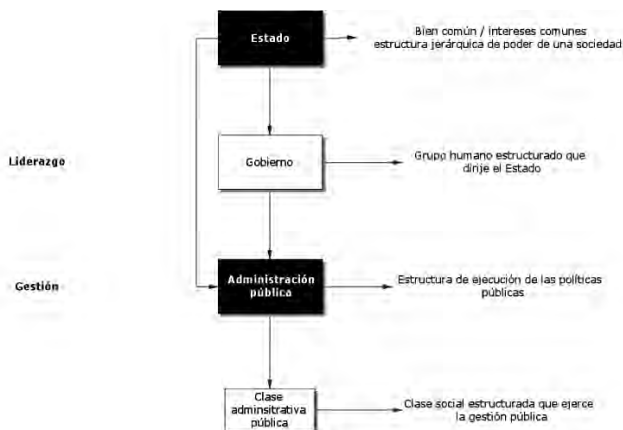 Estado
Bien común / intereses comunes
estructura jerárquica de poder de una sociedad
Liderazgo
Gobierno
Grupo humano estructurado que
dirije el Estado
Gestión
Administración
pública
Estructura de ejecución de las políticas
públicas
Clase
adminsitrativa
pública
Clase social estructurada que ejerce
la gestión pública